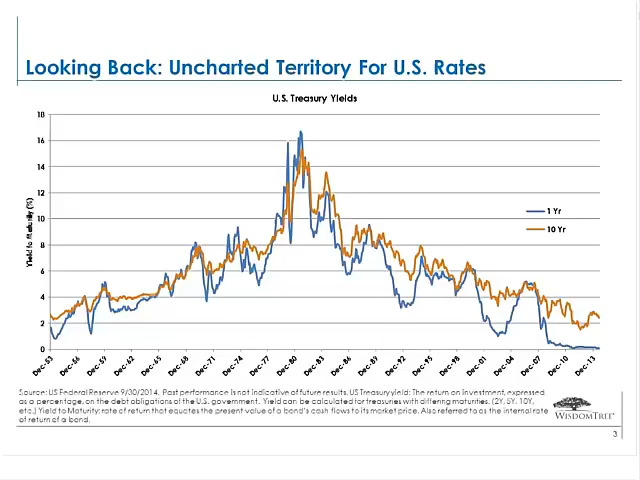 Looking Back: Uncharted Territory For U.S. Rates
U.S. Treasury Yields
18
16
14
12
10
8
6
4
2
0
Yield to Maturity (%)
1 Yr
10 Yr
Dec-53
Dec-56
Dec-59
Dec-62
Dec-65
Dec-68
Dec-71
Dec-74
Dec-77
Dec-80
Dec-83
Dec-86
Dec-89
Dec-92
Dec-95
Dec-98
Dec-01
Dec-04
Dec-07
Dec-10
Dec-13
Source: US Federal Reserve 9/30/2014. Past performance is not indicative of future results. US Treasury yield: The return on investment, expressed
as a percentage, on the debt obligations of the U.S. government. Yield can be calculated for treasuries with differing maturities. (2Y, 5Y, 10Y,
etc.) Yield to Maturity: rate of return that equates the present value of a bond's cash flows to its market price. Also referred to as the internal rate
of return of a bond.
WISDOMTREE
3